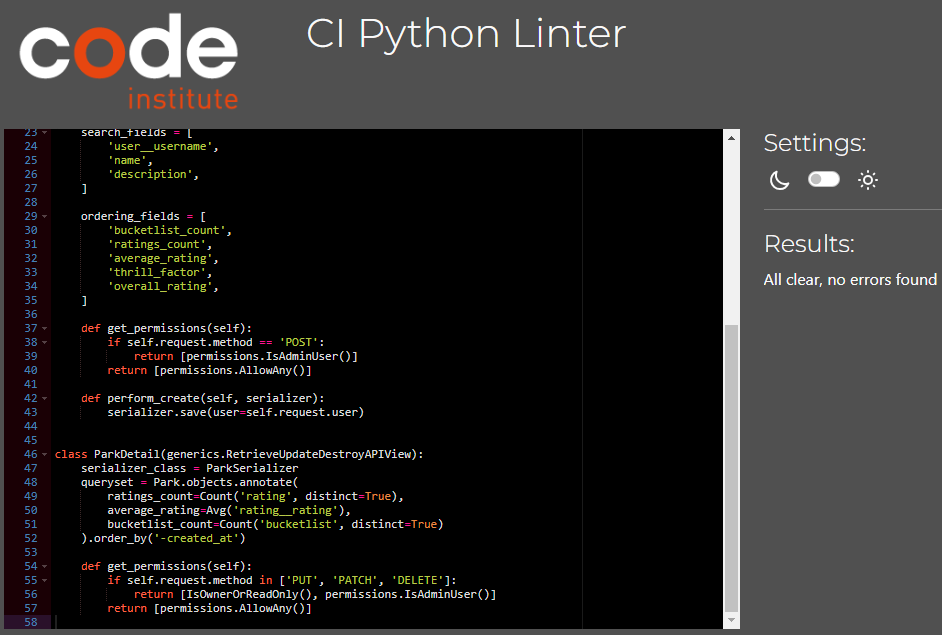 code
institute
CI Python Linter
23 search_fields = [
24 'user__username',
25 'name',
26 'description',
27 ]
28
29 ordering_fields = [
30 'bucketlist_count',
31 'ratings_count',
32 'average_rating',
33 'thrill_factor',
34 'overall_rating',
35 ]
36
37 def get_permissions(self):
38 if self.request.method == 'POST':
39 return [permissions.IsAdminUser()]
40 return [permissions.AllowAny()]
41
42 def perform_create(self, serializer):
43 serializer.save(user=self.request.user)
44
45
46 class ParkDetail(generics.RetrieveUpdateDestroyAPIView):
47 serializer_class = ParkSerializer
48 queryset = Park.objects.annotate(
49 ratings_count=Count('rating', distinct=True),
50 average_rating=Avg('rating__rating'),
51 bucketlist_count=Count('bucketlist', distinct=True)
52 ).order_by('-created_at')
53
54 def get_permissions(self):
55 if self.request.method in ['PUT', 'PATCH', 'DELETE']:
56 return [IsOwnerOrReadOnly(), permissions.IsAdminUser()]
57 return [permissions.AllowAny()]
58
Settings:
Results:
All clear, no errors found